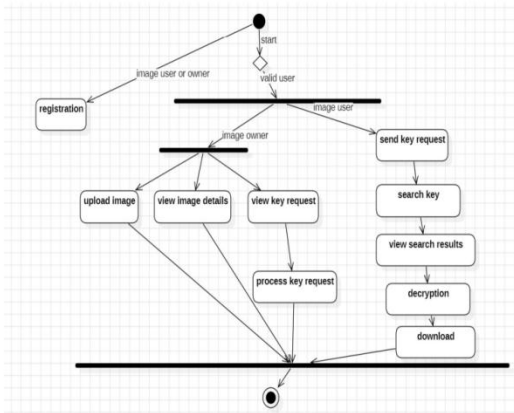 start
image user or owner
valid user
registration
image user
image owner
send key request
upload image
view image details
view key request
search key
view search results
process key request
decryption
download